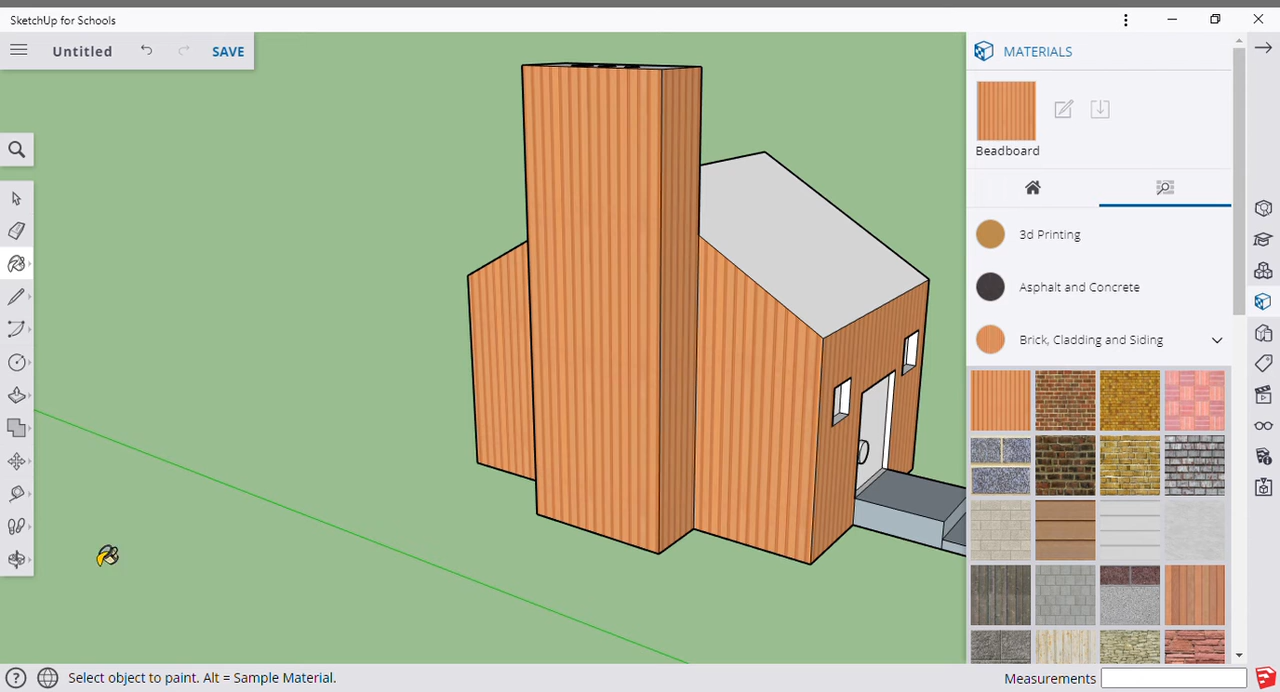 SketchUp for Schools
Untitled
SAVE
MATERIALS
Beadboard
3d Printing
Asphalt and Concrete
Brick, Cladding and Siding
Select object to paint. Alt = Sample Material.
Measurements